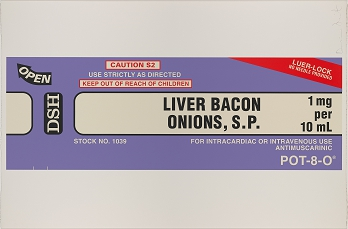 OPEN
DSH
CAUTION S2
USE STRICTLY AS DIRECTED
KEEP OUT OF REACH OF CHILDREN
LUER-LOCK
NO NEEDLE PROVIDED
LIVER BACON
ONIONS, S.P.
1 mg
per
10 mL
STOCK NO. 1039
FOR INTRACARDIAC OR INTRAVENOUS USE
ANTIMUSCARINIC
POT-8-O®